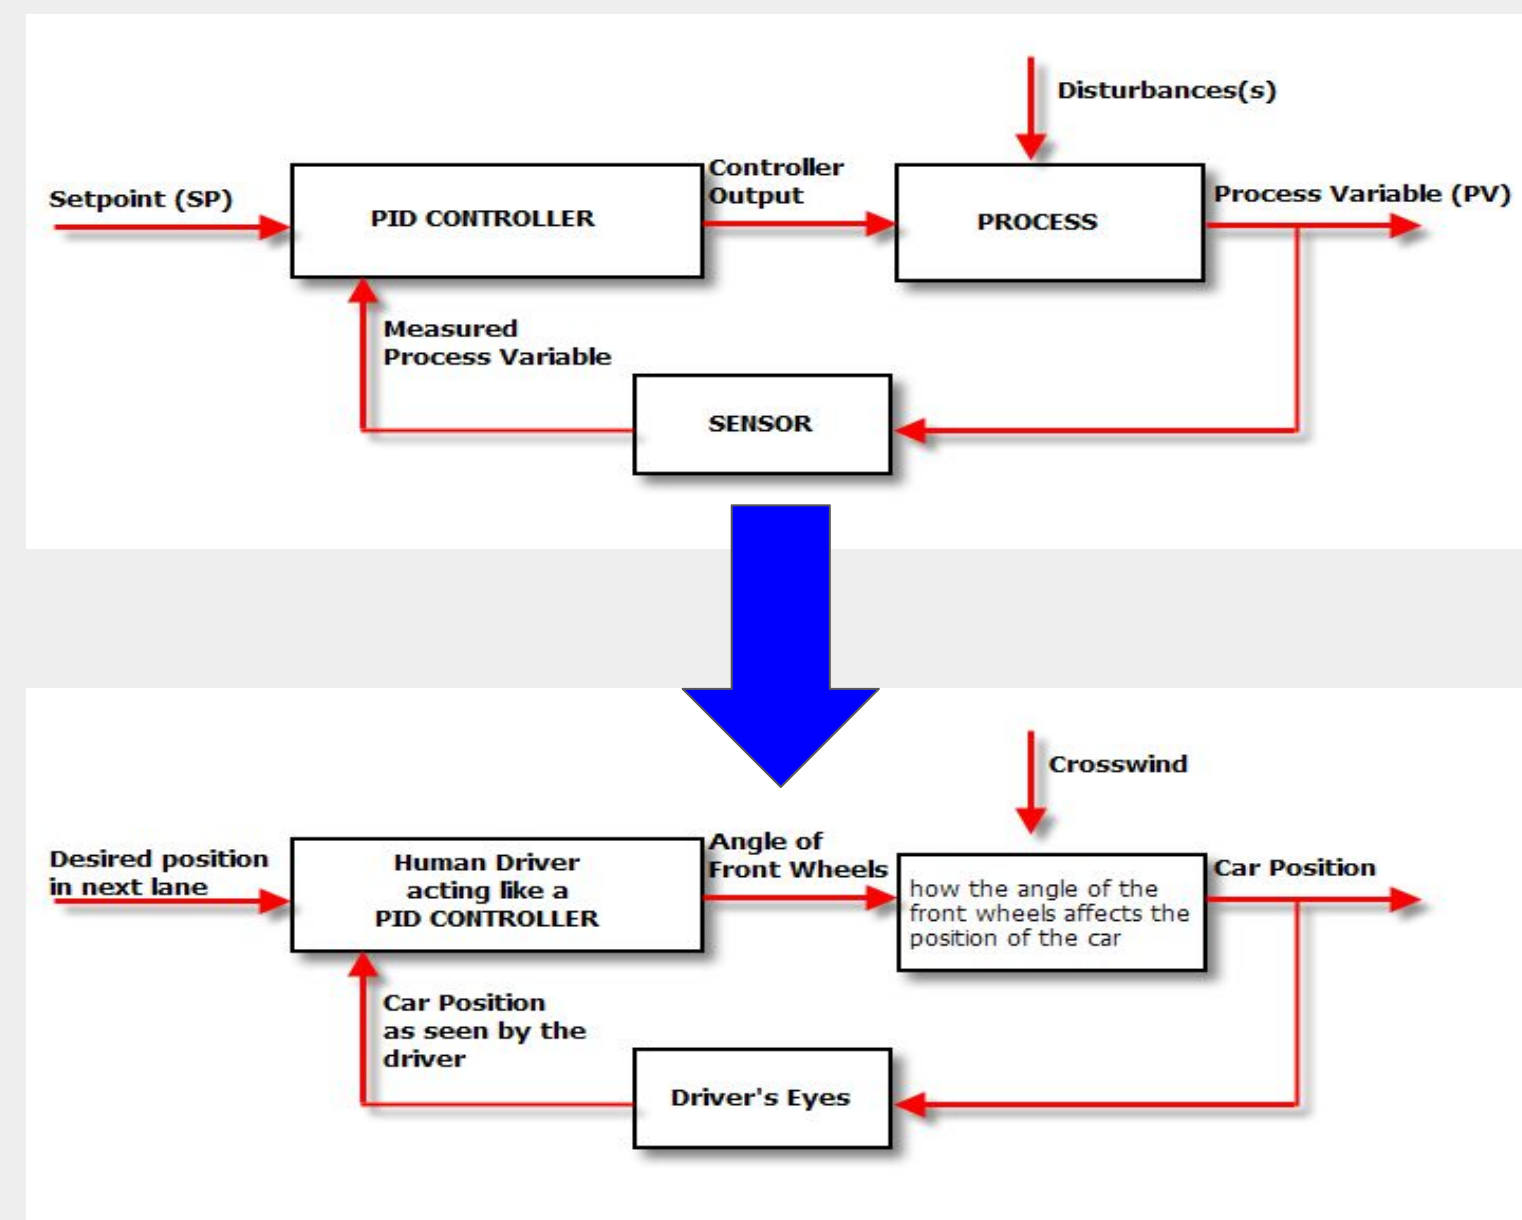 Disturbances(s)
Setpoint (SP)
PID CONTROLLER
Controller
Output
PROCESS
Process Variable (PV)
Measured
Process Variable
SENSOR
Crosswind
Desired position
in next lane
Human Driver
acting like a
PID CONTROLLER
Angle of
Front Wheels
how the angle of the
front wheels affects the
position of the car
Car Position
Car Position
as seen by the
driver
Driver's Eyes